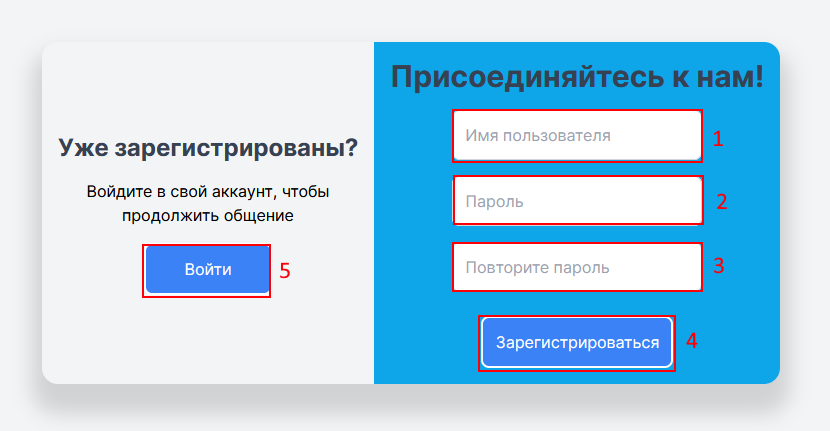 Уже зарегистрированы?
Войдите в свой аккаунт, чтобы
продолжить общение
Войти 5
Присоединяйтесь к нам!
Имя пользователя 1
Пароль 2
Повторите пароль 3
Зарегистрироваться 4